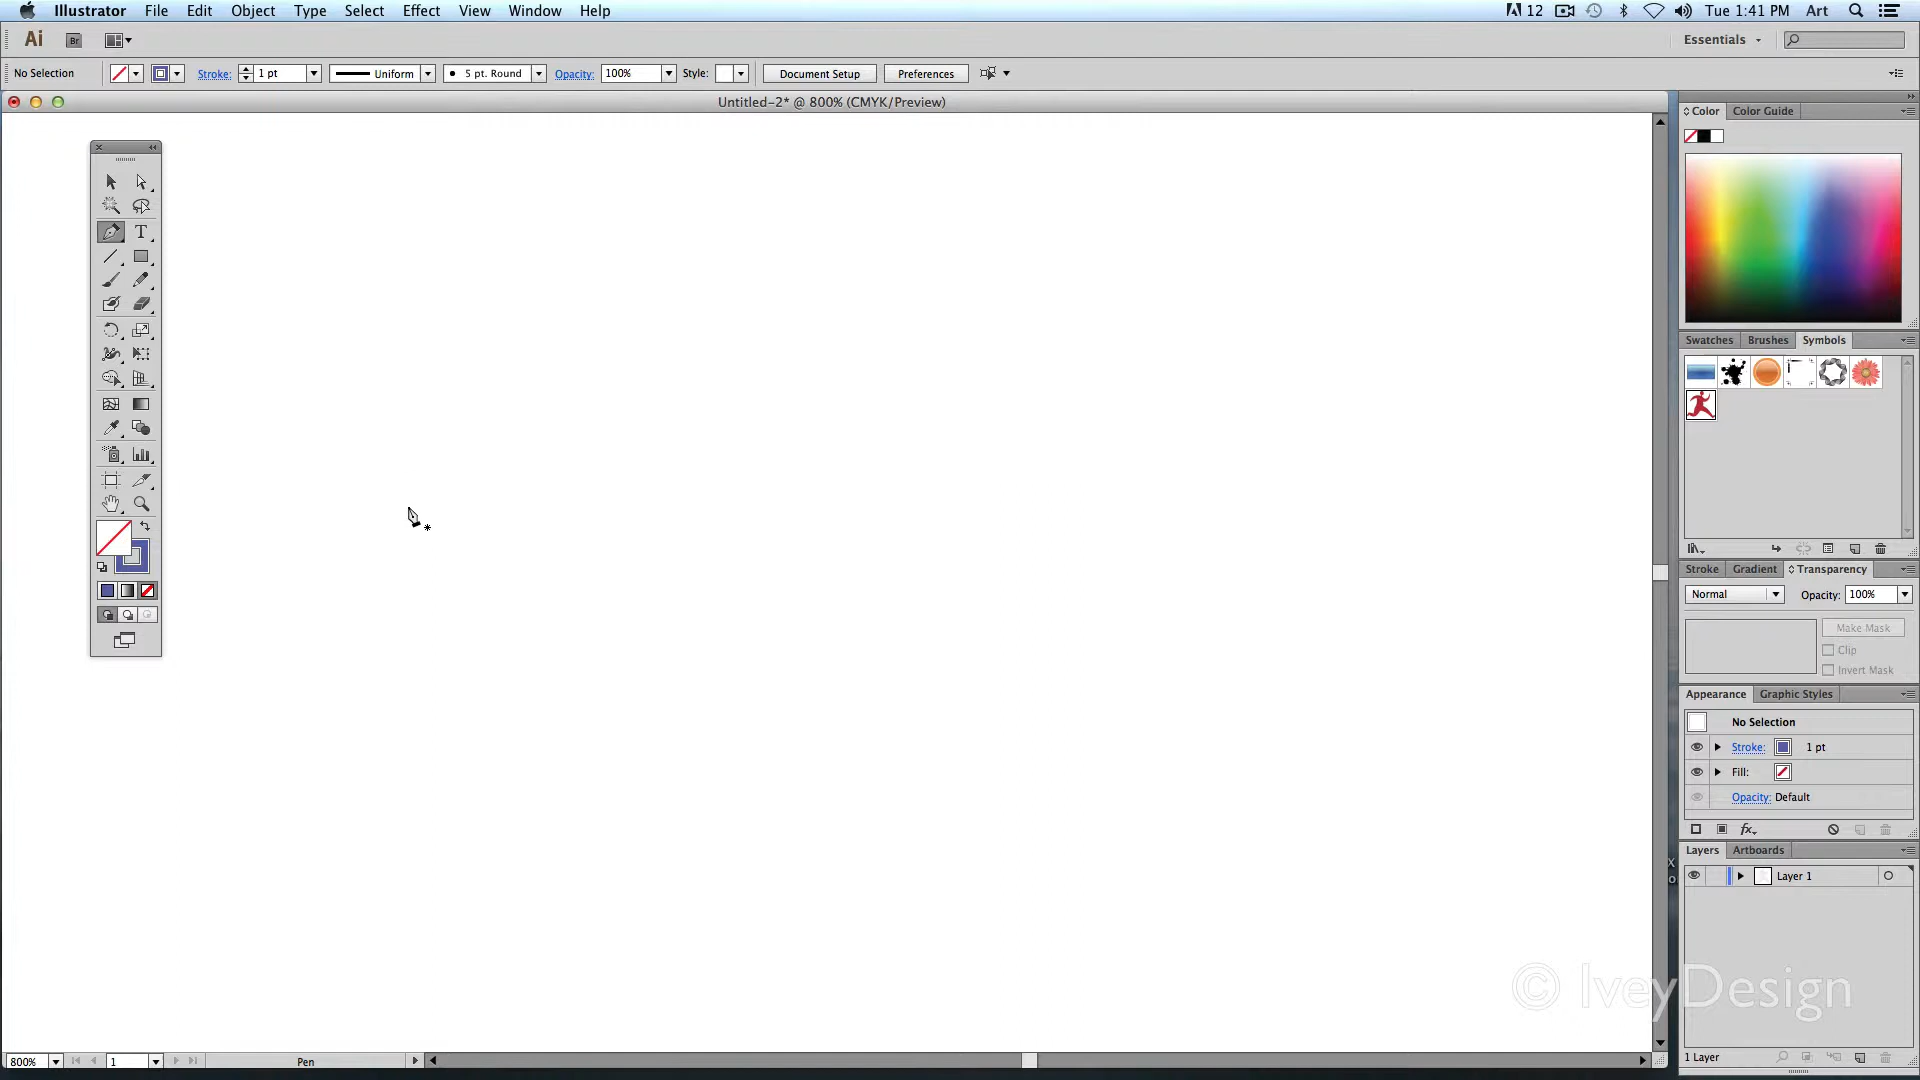 Illustrator File Edit Object Type Select Effect View Window Help
12 Tue 1:41 PM Art
Ai Br Essentials
No Selection Stroke: 1 pt Uniform 5 pt. Round Opacity: 100% Style: Document Setup Preferences
Untitled-2* @ 800% (CMYK/Preview)
Color Color Guide
T
Swatches Brushes Symbols
Stroke Gradient Transparency
Normal Opacity: 100%
Make Mask
Clip
Invert Mask
Appearance Graphic Styles
No Selection
Stroke: 1 pt
Fill:
Opacity: Default
fx
Layers Artboards
Layer 1
© IveyDesign
1 Layer
800% 1 Pen